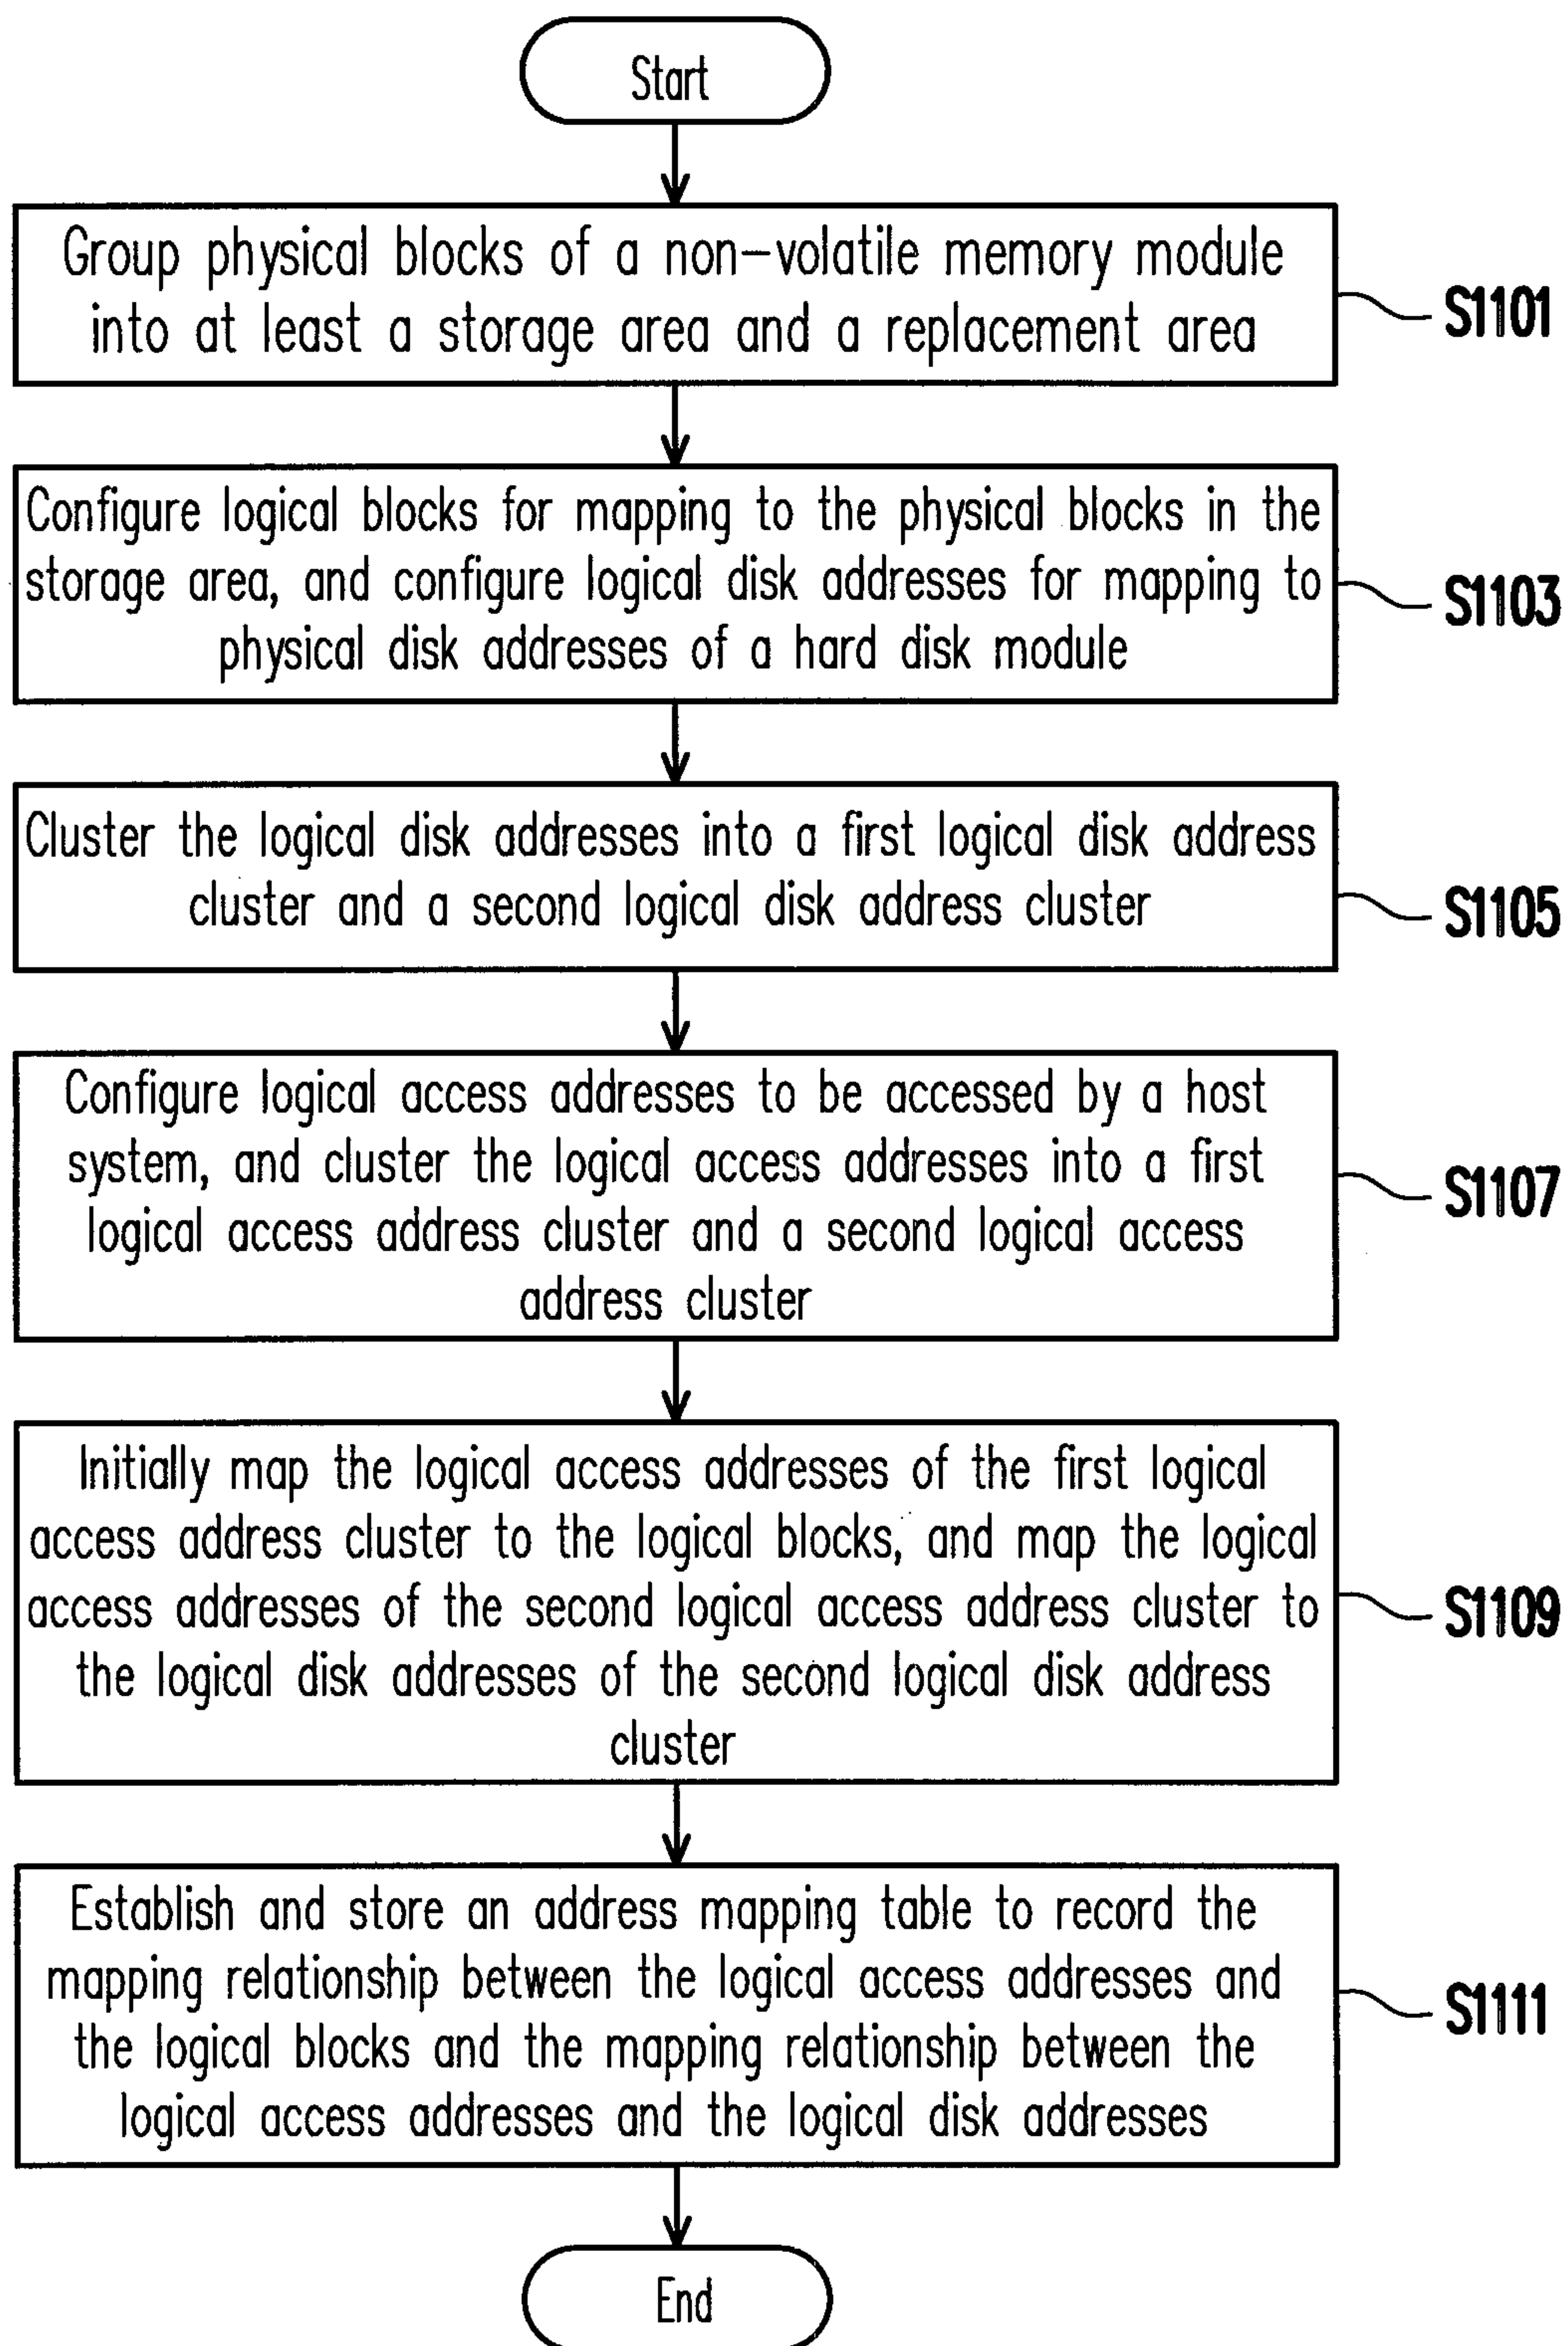 Start
Group physical blocks of a non-volatile memory module
into at least a storage area and a replacement area
S1101
Configure logical blocks for mapping to the physical blocks in the
storage area, and configure logical disk addresses for mapping to
physical disk addresses of a hard disk module
S1103
Cluster the logical disk addresses into a first logical disk address
cluster and a second logical disk address cluster
S1105
Configure logical access addresses to be accessed by a host
system, and cluster the logical access addresses into a first
logical access address cluster and a second logical access
address cluster
S1107
Initially map the logical access addresses of the first logical
access address cluster to the logical blocks, and map the logical
access addresses of the second logical access address cluster to
the logical disk addresses of the second logical disk address
cluster
S1109
Establish and store an address mapping table to record the
mapping relationship between the logical access addresses and
the logical blocks and the mapping relationship between the
logical access addresses and the logical disk addresses
S1111
End